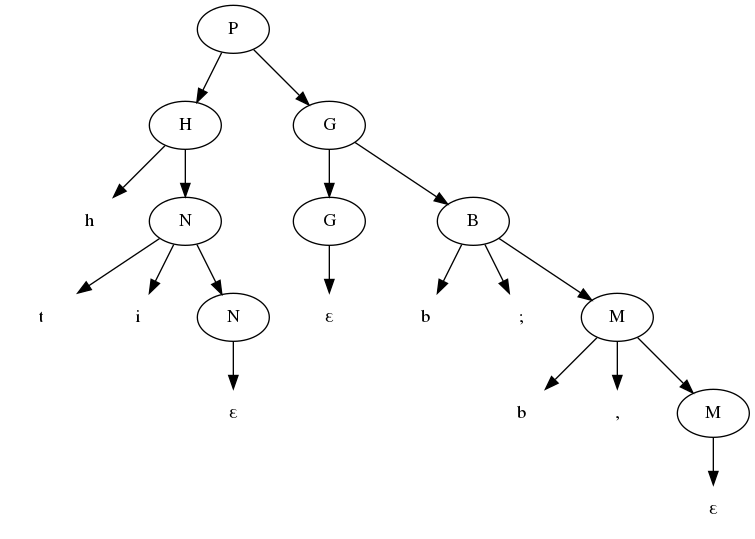 P
H G
h N G B
t i N ε b ; M
ε b , M
ε